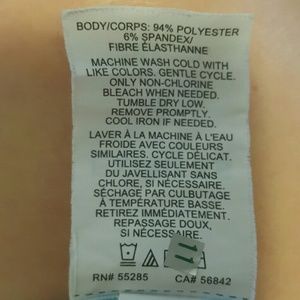 BODY/CORPS: 94% POLYESTER
6% SPANDEX/
FIBRE ÉLASTHANNE
MACHINE WASH COLD WITH
LIKE COLORS. GENTLE CYCLE.
ONLY NON-CHLORINE
BLEACH WHEN NEEDED.
TUMBLE DRY LOW.
REMOVE PROMPTLY.
COOL IRON IF NEEDED.
LAVER À LA MACHINE À L'EAU
FROIDE AVEC COULEURS
SIMILAIRES. CYCLE DÉLICAT.
UTILISEZ SEULEMENT
DU JAVELLISANT SANS
CHLORE, SI NÉCESSAIRE.
SÉCHAGE PAR CULBUTAGE
À TEMPÉRATURE BASSE.
RETIREZ IMMÉDIATEMENT.
REPASSAGE DOUX,
SI NÉCESSAIRE.
11
RN# 55285 CA# 56842